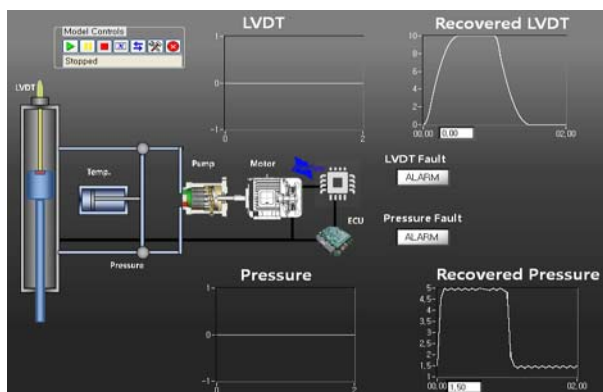 LVDT
Recovered LVDT
Model Controls
Stopped
1
0
-1
0
2
10
8
6
4
2
0
00,00
0,00
02,00
LVDT
Temp.
Pump
Motor
ECU
Pressure
LVDT Fault
ALARM
Pressure Fault
ALARM
Pressure
Recovered Pressure
1
0
-1
0
2
5
4,5
4
3,5
3
2,5
2
1,5
1
00,00
1,50
02,00